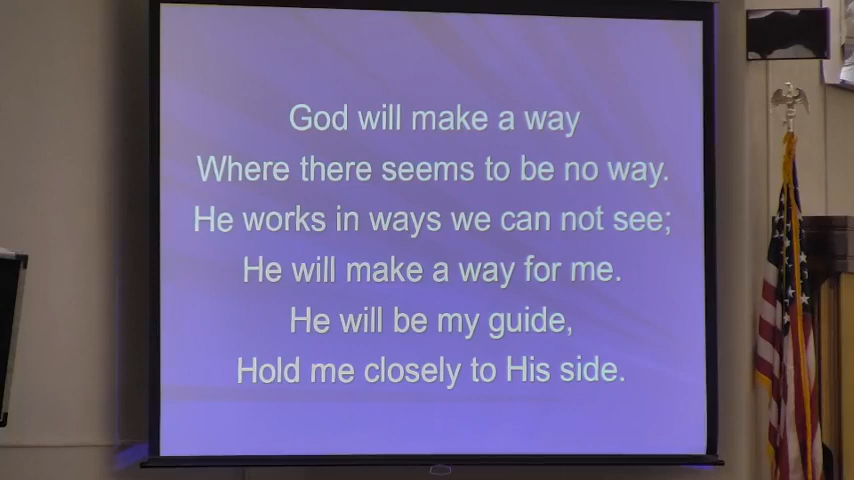 God will make a way
Where there seems to be no way.
He works in ways we can not see;
He will make a way for me.
He will be my guide,
Hold me closely to His side.